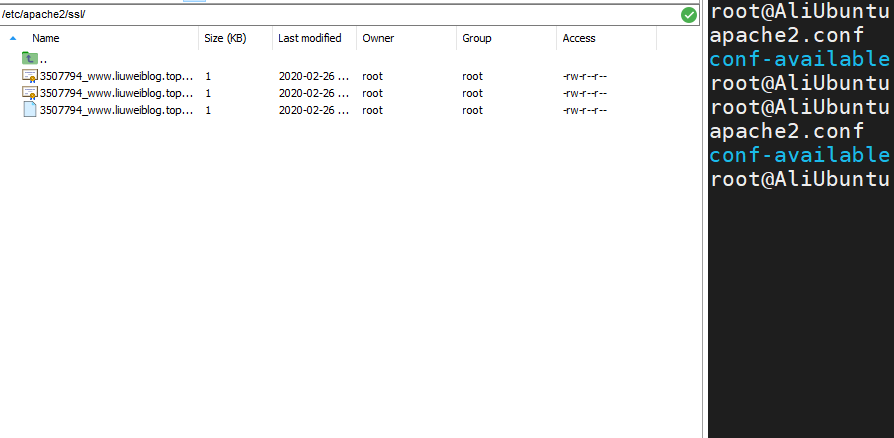 /etc/apache2/ssl/
Name Size (KB) Last modified Owner Group Access
..
3507794_www.liuweiblog.top... 1 2020-02-26 ... root root -rw-r--r--
3507794_www.liuweiblog.top... 1 2020-02-26 ... root root -rw-r--r--
3507794_www.liuweiblog.top... 1 2020-02-26 ... root root -rw-r--r--
root@AliUbuntu
apache2.conf
conf-available
root@AliUbuntu
root@AliUbuntu
apache2.conf
conf-available
root@AliUbuntu